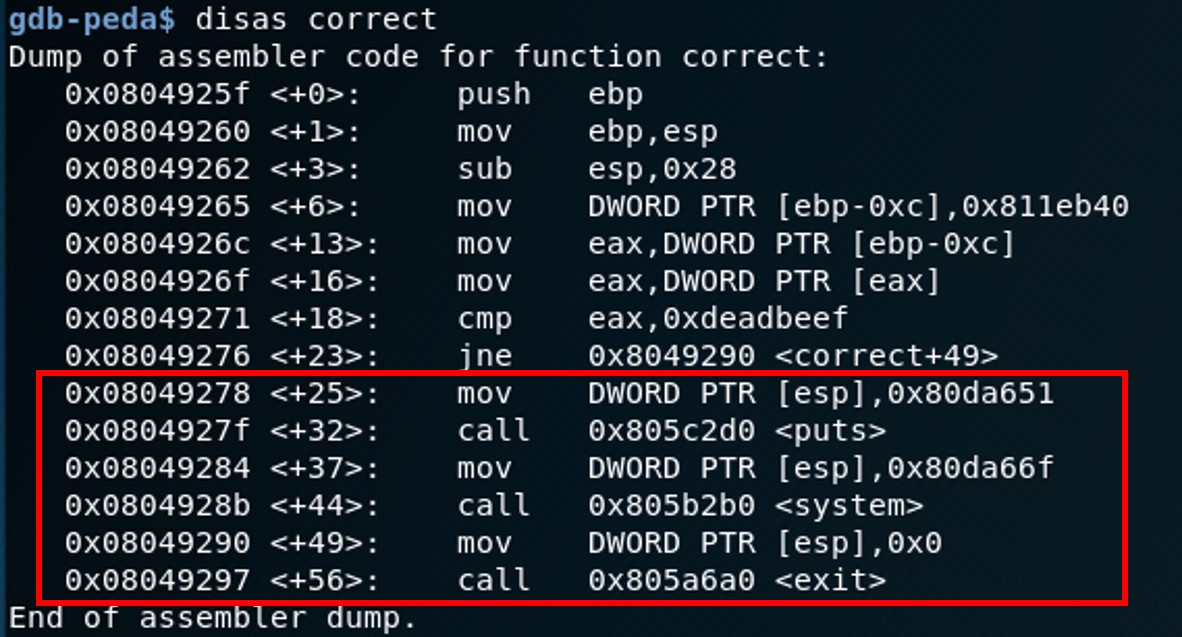 gdb-peda$ disas correct
Dump of assembler code for function correct:
   0x0804925f <+0>:     push   ebp
   0x08049260 <+1>:     mov    ebp,esp
   0x08049262 <+3>:     sub    esp,0x28
   0x08049265 <+6>:     mov    DWORD PTR [ebp-0xc],0x811eb40
   0x0804926c <+13>:    mov    eax,DWORD PTR [ebp-0xc]
   0x0804926f <+16>:    mov    eax,DWORD PTR [eax]
   0x08049271 <+18>:    cmp    eax,0xdeadbeef
   0x08049276 <+23>:    jne    0x8049290 <correct+49>
   0x08049278 <+25>:    mov    DWORD PTR [esp],0x80da651
   0x0804927f <+32>:    call   0x805c2d0 <puts>
   0x08049284 <+37>:    mov    DWORD PTR [esp],0x80da66f
   0x0804928b <+44>:    call   0x805b2b0 <system>
   0x08049290 <+49>:    mov    DWORD PTR [esp],0x0
   0x08049297 <+56>:    call   0x805a6a0 <exit>
End of assembler dump.